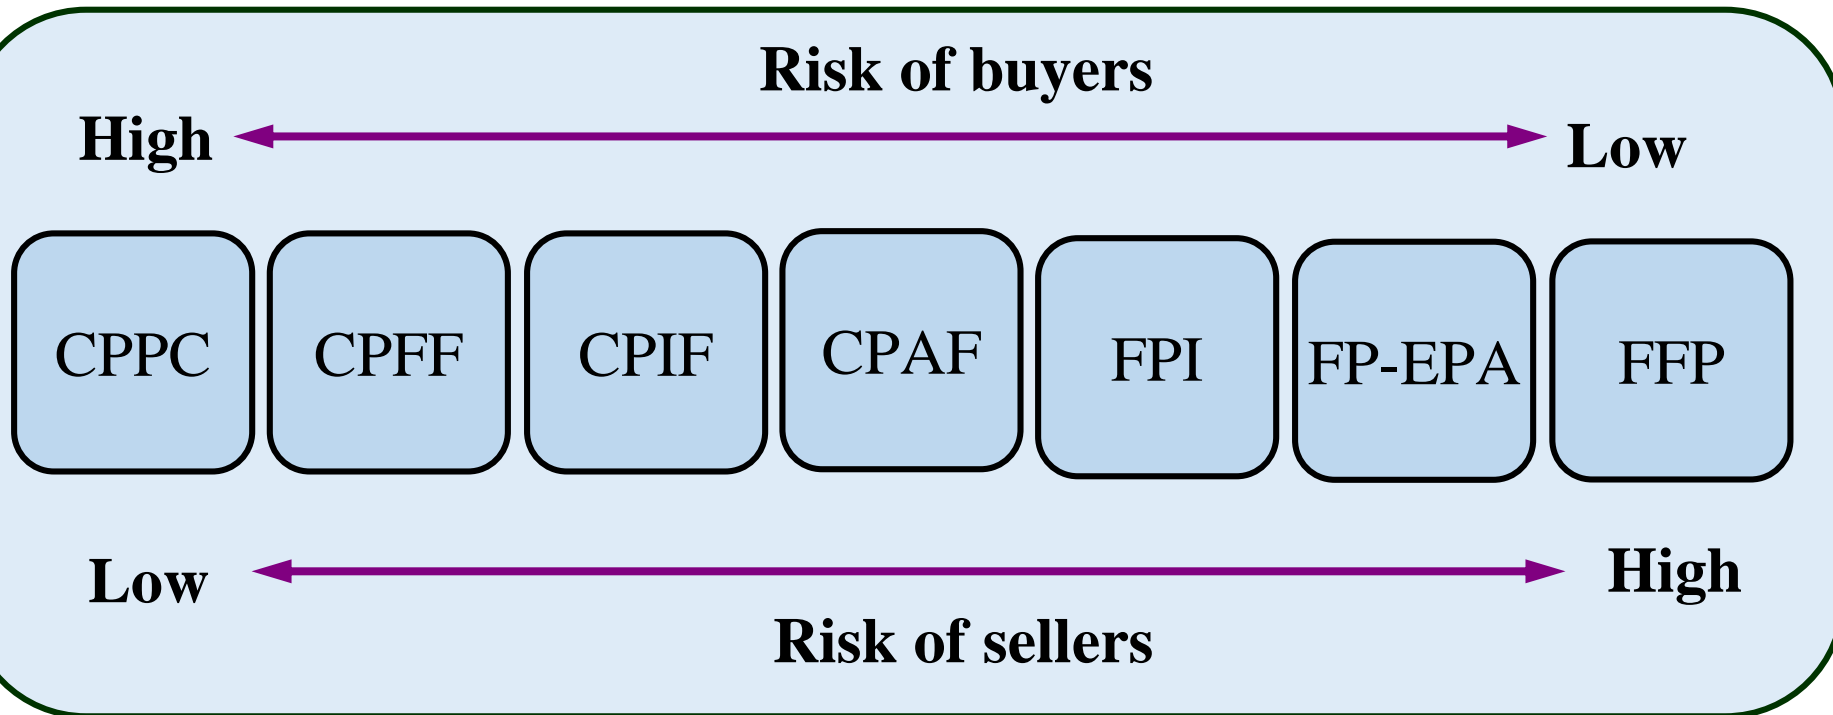 Risk of buyers
High
Low
CPPC
CPFF
CPIF
CPAF
FPI
FP-EPA
FFP
Low
High
Risk of sellers